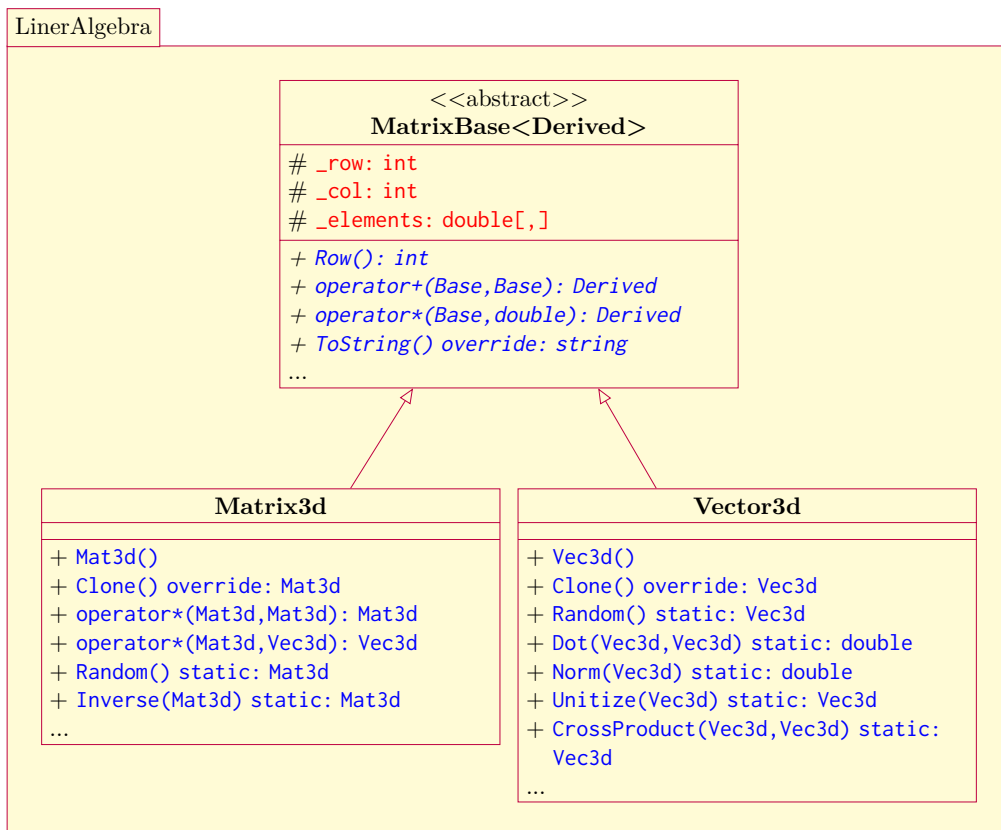 LinerAlgebra
<<abstract>>
MatrixBase<Derived>
# _row: int
# _col: int
# _elements: double[,]
+ Row(): int
+ operator+(Base,Base): Derived
+ operator*(Base,double): Derived
+ ToString() override: string
...
Matrix3d
+ Mat3d()
+ Clone() override: Mat3d
+ operator*(Mat3d,Mat3d): Mat3d
+ operator*(Mat3d,Vec3d): Vec3d
+ Random() static: Mat3d
+ Inverse(Mat3d) static: Mat3d
...
Vector3d
+ Vec3d()
+ Clone() override: Vec3d
+ Random() static: Vec3d
+ Dot(Vec3d,Vec3d) static: double
+ Norm(Vec3d) static: double
+ Unitize(Vec3d) static: Vec3d
+ CrossProduct(Vec3d,Vec3d) static:
Vec3d
...